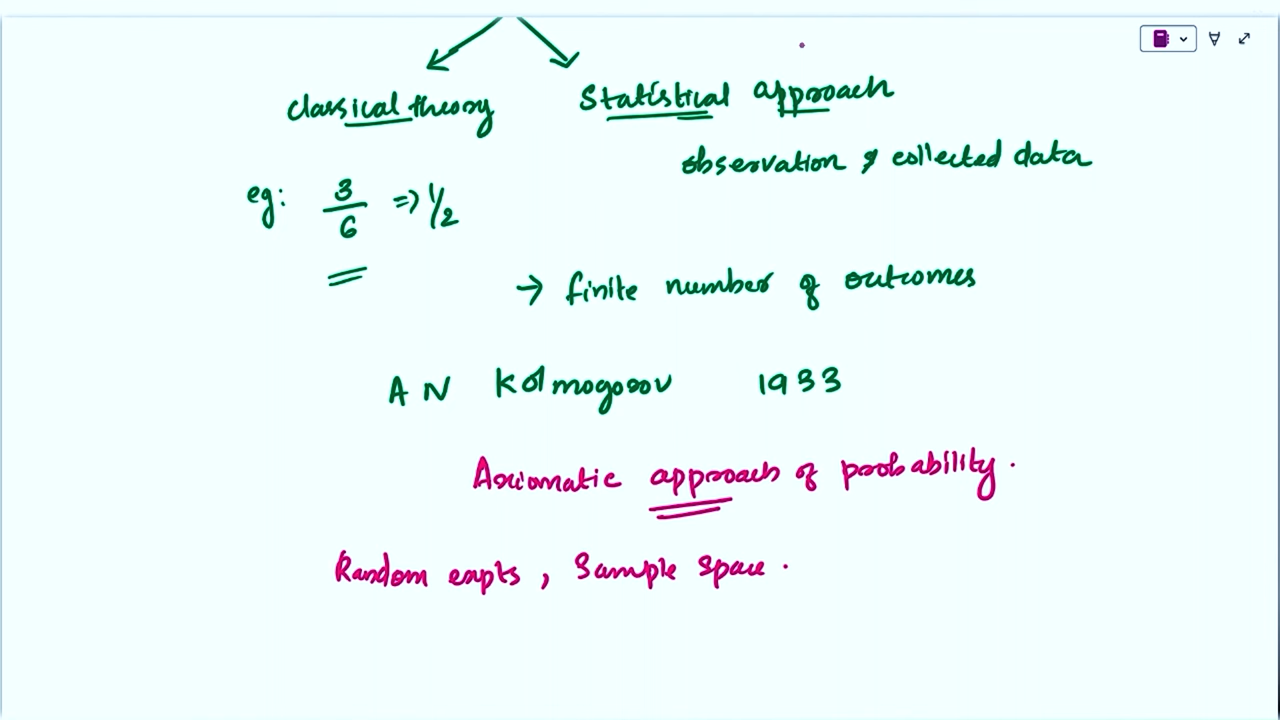 Classical theory
Statistical approach
observation & collected data
eg: 3/6 => 1/2
→ finite number of outcomes
A N Kolmogorov 1933
Axiomatic approach of probability.
Random expts, Sample space.